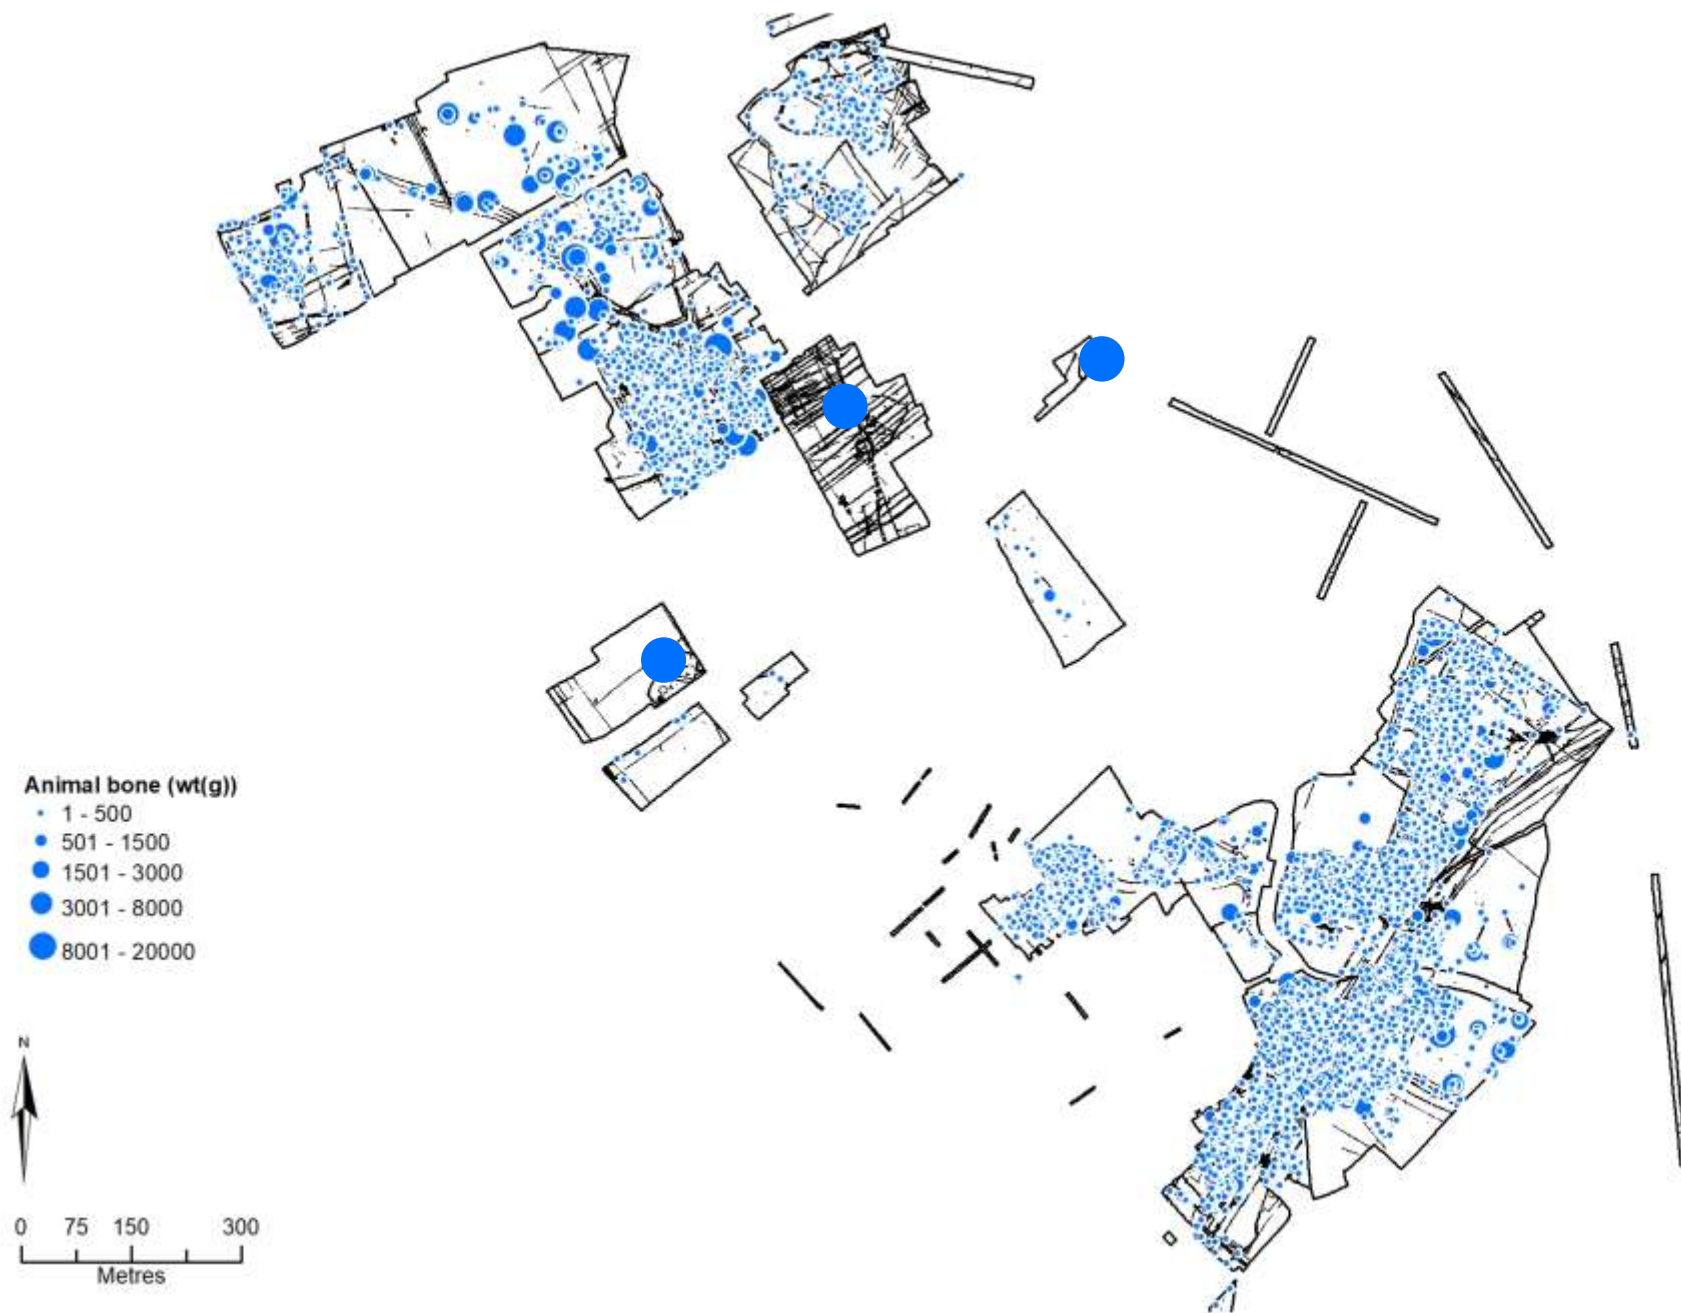 Animal bone (wt(g))
1 - 500
501 - 1500
1501 - 3000
3001 - 8000
8001 - 20000
N
0 75 150 300
Metres